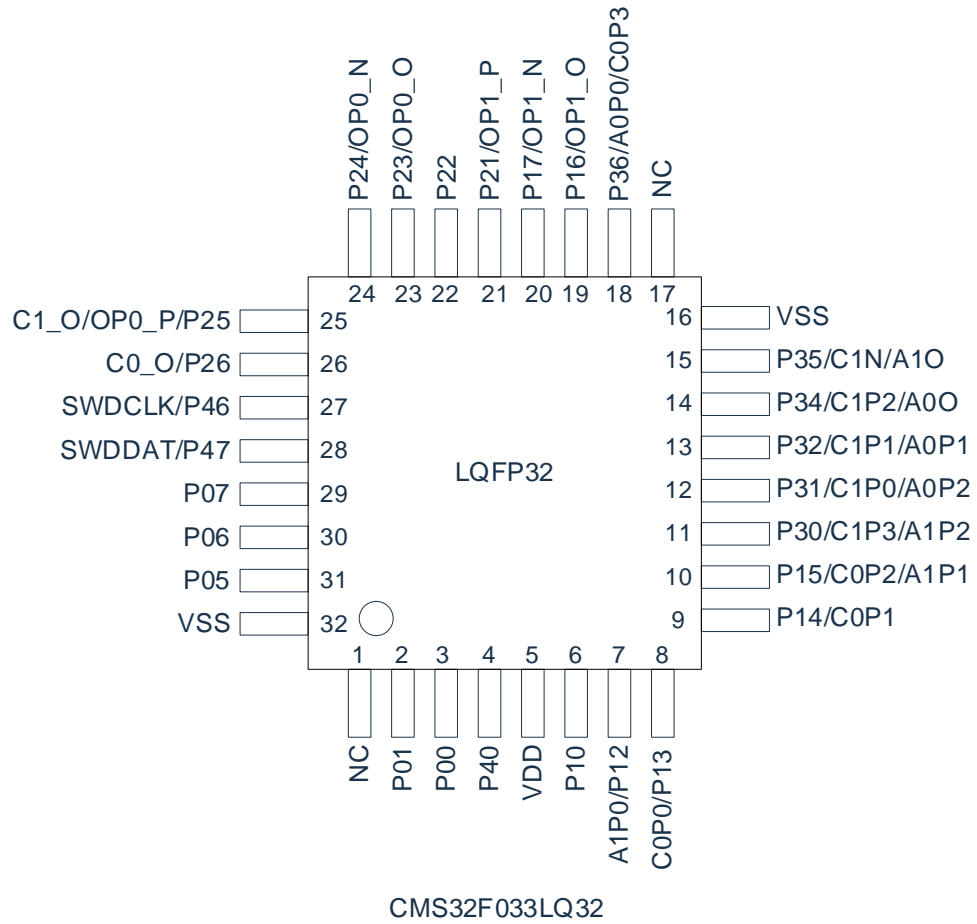 P24/OP0_N
P23/OP0_O
P22
P21/OP1_P
P17/OP1_N
P16/OP1_O
P36/A0P0/C0P3
NC
24
23
22
21
20
19
18
17
C1_O/OP0_P/P25
25
C0_O/P26
26
SWDCLK/P46
27
SWDDAT/P47
28
P07
29
P06
30
P05
31
VSS
32
LQFP32
16
VSS
15
P35/C1N/A1O
14
P34/C1P2/A0O
13
P32/C1P1/A0P1
12
P31/C1P0/A0P2
11
P30/C1P3/A1P2
10
P15/C0P2/A1P1
9
P14/C0P1
1
2
3
4
5
6
7
8
NC
P01
P00
P40
VDD
P10
A1P0/P12
C0P0/P13
CMS32F033LQ32